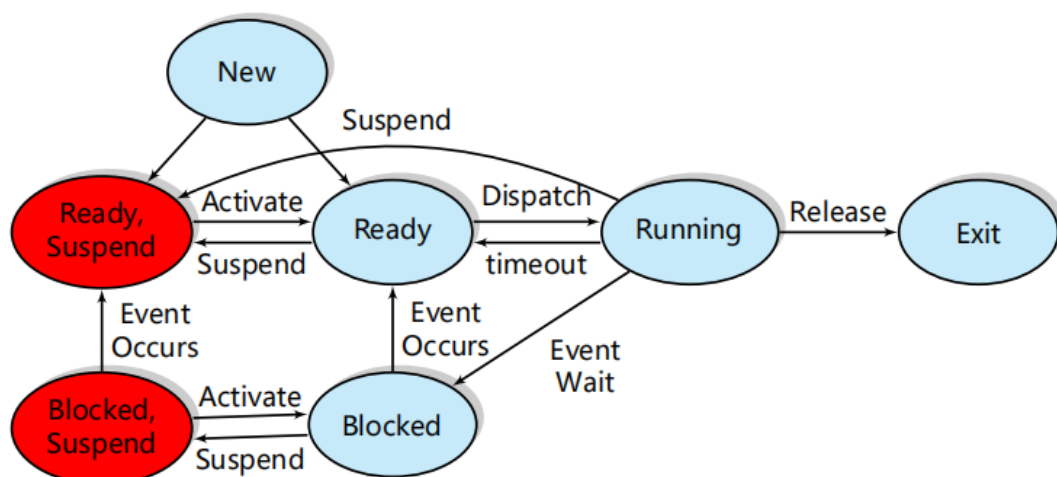 New
Suspend
Ready,
Suspend
Activate
Suspend
Ready
Dispatch
timeout
Running
Release
Exit
Event
Occurs
Event
Occurs
Event
Wait
Blocked,
Suspend
Activate
Suspend
Blocked